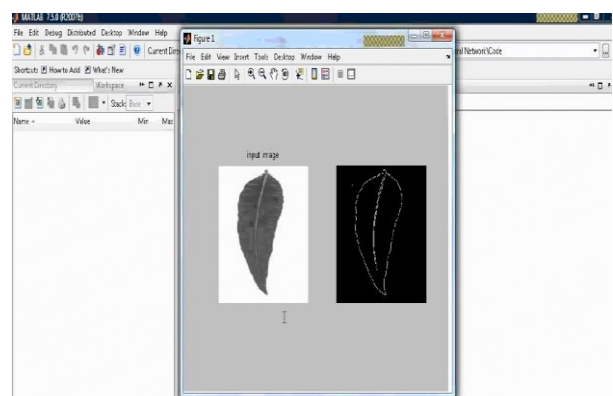 MATLAB 7.5.0 (R2007b)
File Edit Debug Distributed Desktop Window Help
Current Dire
Shortcuts How to Add What's New
Current Directory Workspace
Stack: Base
Name Value Min Max
Figure 1
File Edit View Insert Tools Desktop Window Help
input image
ral Network\Code